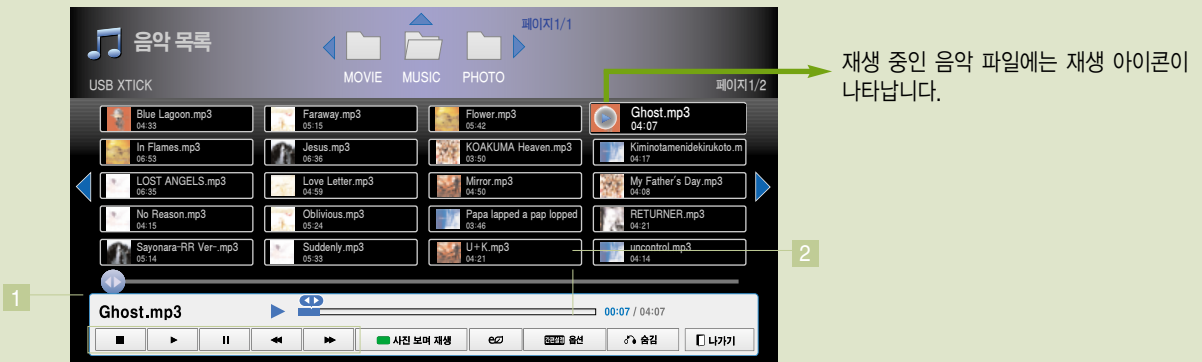 페이지1/1
음악 목록
MOVIE MUSIC PHOTO
USB XTICK
페이지1/2
재생 중인 음악 파일에는 재생 아이콘이
나타납니다.
Blue Lagoon.mp3
04:33
Faraway.mp3
05:15
Flower.mp3
05:42
Ghost.mp3
04:07
In Flames.mp3
06:53
Jesus.mp3
06:36
KOAKUMA Heaven.mp3
03:50
Kiminotamenidekirukoto.m
04:17
LOST ANGELS.mp3
06:35
Love Letter.mp3
04:59
Mirror.mp3
04:50
My Father´s Day.mp3
04:08
No Reason.mp3
04:15
Oblivious.mp3
05:24
Papa lapped a pap lopped
03:46
RETURNER.mp3
04:21
Sayonara-RR Ver-.mp3
05:14
Suddenly.mp3
05:33
U+K.mp3
04:21
uncontrol.mp3
04:14
2
1
Ghost.mp3
00:07 / 04:07
사진 보며 재생
간편설정 옵션
숨김
나가기